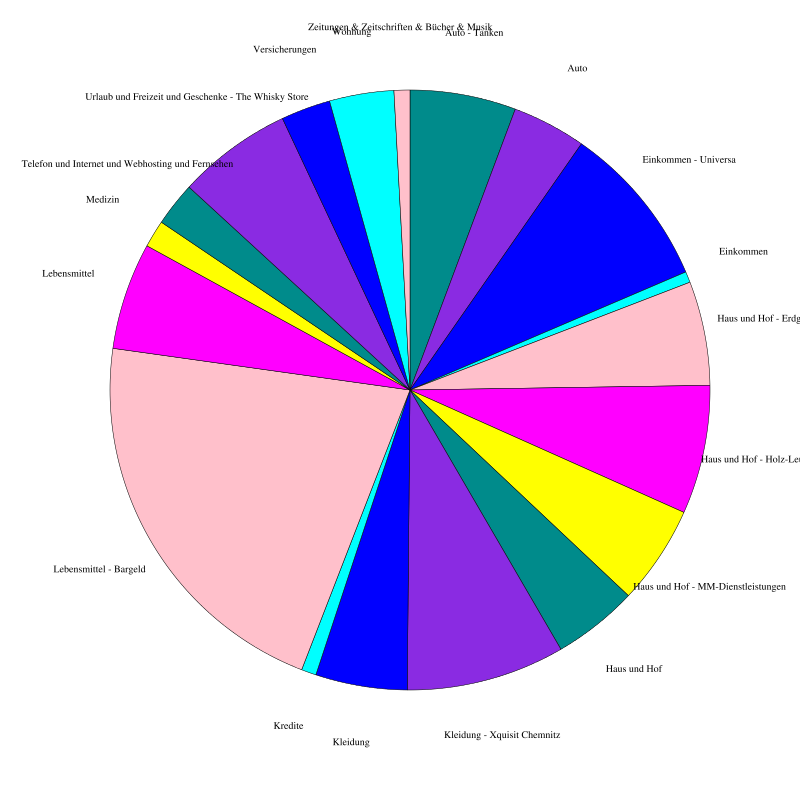 Zeitungen & Zeitschriften & Bücher & Musik
Wohnung
Auto - Tanken
Versicherungen
Auto
Urlaub und Freizeit und Geschenke - The Whisky Store
Einkommen - Universa
Telefon und Internet und Webhosting und Fernsehen
Medizin
Einkommen
Lebensmittel
Haus und Hof - Erdg
Haus und Hof - Holz-Leu
Lebensmittel - Bargeld
Haus und Hof - MM-Dienstleistungen
Haus und Hof
Kredite
Kleidung - Xquisit Chemnitz
Kleidung